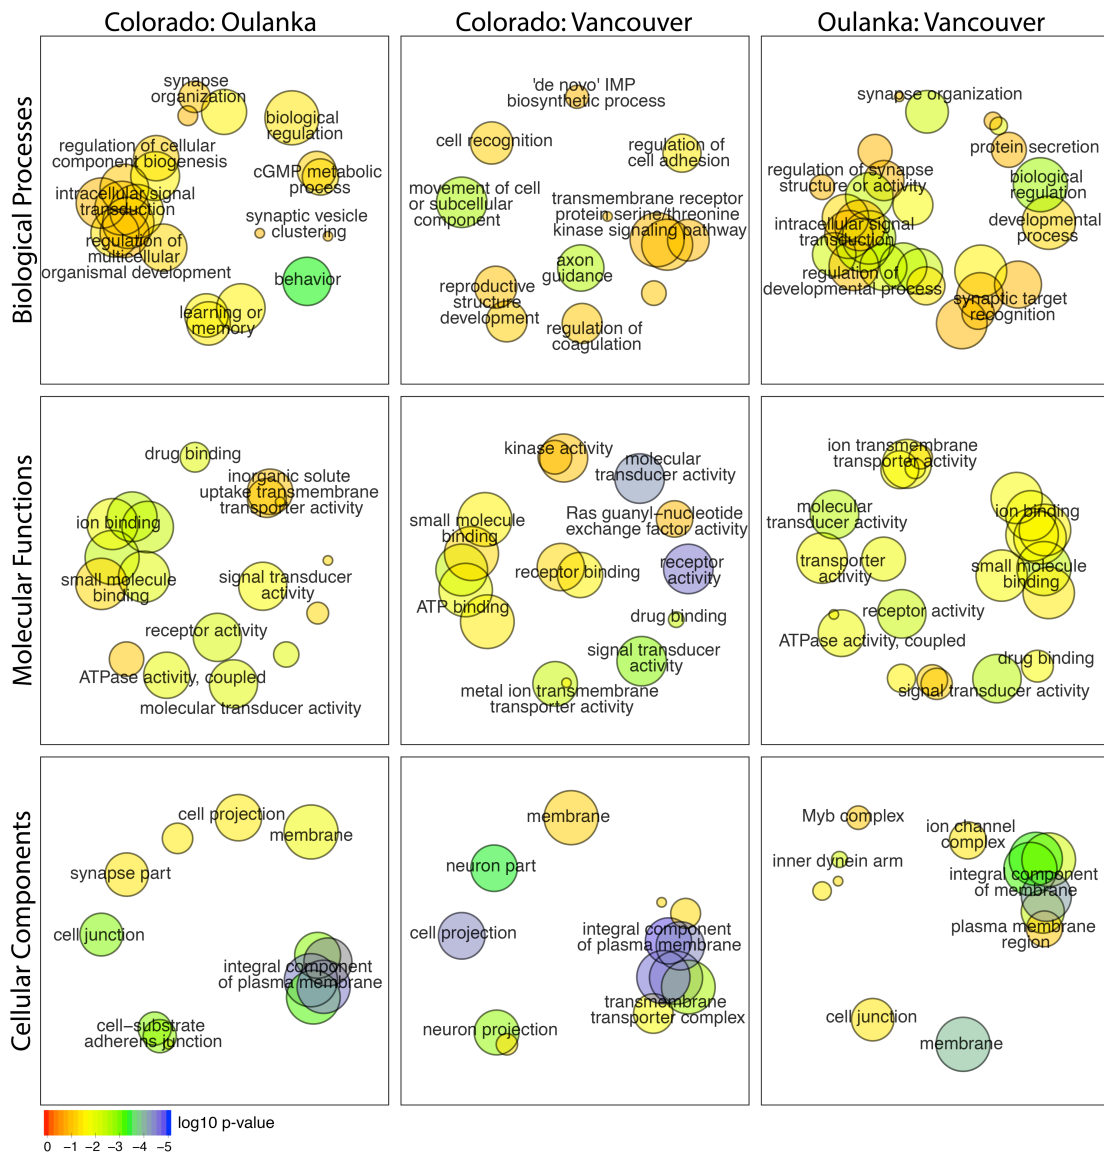 Colorado: Oulanka
Colorado: Vancouver
Oulanka: Vancouver
Biological Processes
synapse
organization
biological
regulation
regulation of cellular
component biogenesis
cGMP metabolic
process
intracellular signal
transduction
synaptic vesicle
clustering
regulation of
multicellular
organismal development
behavior
learning or
memory
'de novo' IMP
biosynthetic process
cell recognition
regulation of
cell adhesion
movement of cell
or subcellular
component
transmembrane receptor
protein serine/threonine
kinase signaling pathway
axon
guidance
reproductive
structure
development
regulation of
coagulation
synapse organization
protein secretion
regulation of synapse
structure or activity
biological
regulation
developmental
process
intracellular signal
transduction
regulation of
developmental process
synaptic target
recognition
Molecular Functions
drug binding
inorganic solute
uptake transmembrane
transporter activity
ion binding
small molecule
binding
signal transducer
activity
receptor activity
ATPase activity, coupled
molecular transducer activity
kinase activity
molecular
transducer activity
small molecule
binding
Ras guanyl−nucleotide
exchange factor activity
receptor binding
receptor
activity
ATP binding
drug binding
signal transducer
activity
metal ion transmembrane
transporter activity
ion transmembrane
transporter activity
molecular
transducer activity
ion binding
transporter
activity
small molecule
binding
receptor activity
ATPase activity, coupled
drug binding
signal transducer activity
Cellular Components
cell projection
membrane
synapse part
cell junction
integral component
of plasma membrane
cell−substrate
adherens junction
membrane
neuron part
cell projection
integral component
of plasma membrane
transmembrane
transporter complex
neuron projection
Myb complex
ion channel
complex
inner dynein arm
integral component
of membrane
plasma membrane
region
cell junction
membrane
log10 p-value
0 −1 −2 −3 −4 −5